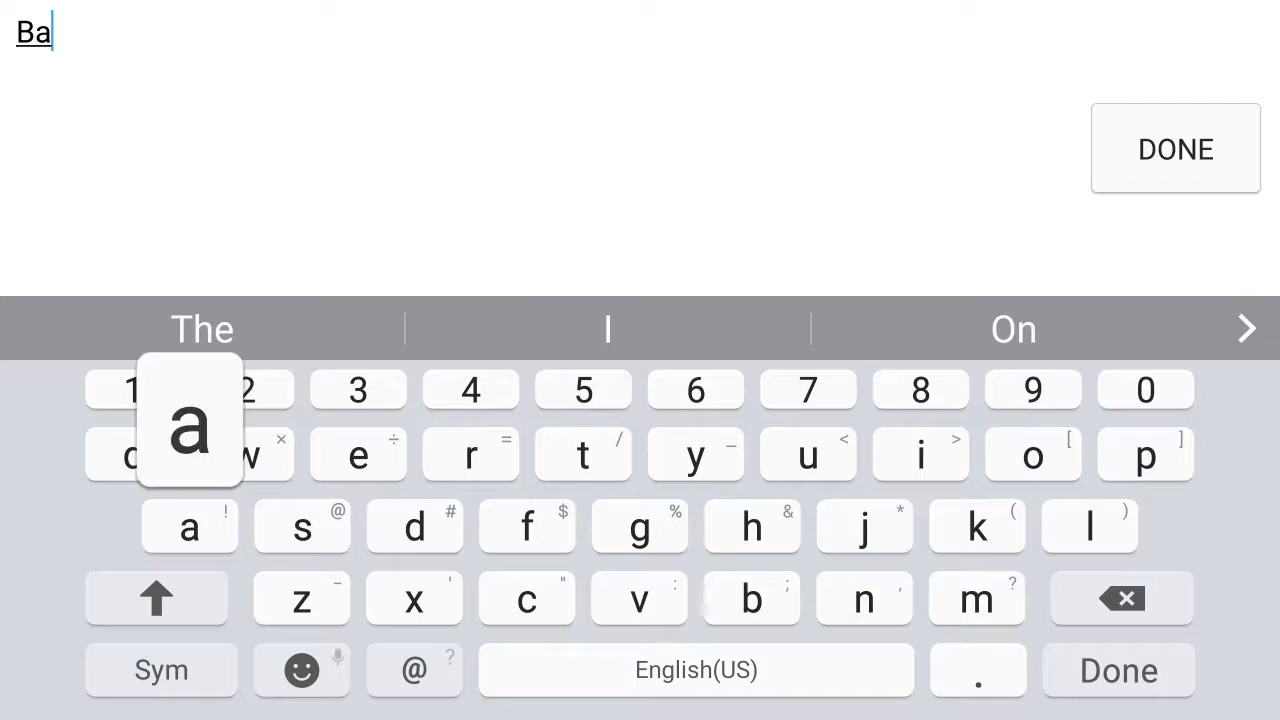 Ba
DONE
The I On
1 2 3 4 5 6 7 8 9 0
a
q w × e ÷ r = t / y _ u < i > o [ p ]
a ! s @ d # f $ g % h & j * k ( l )
z - x ' c " v : b ; n , m ?
Sym @ ? English(US) . Done